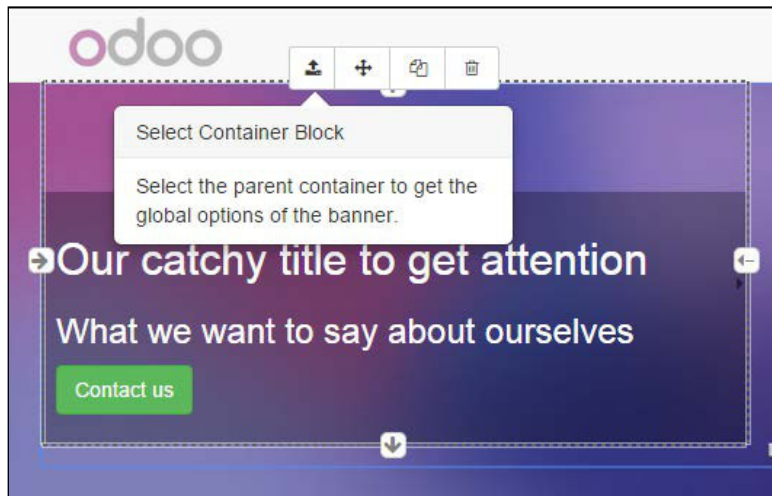 odoo
Select Container Block
Select the parent container to get the
global options of the banner.
Our catchy title to get attention
What we want to say about ourselves
Contact us